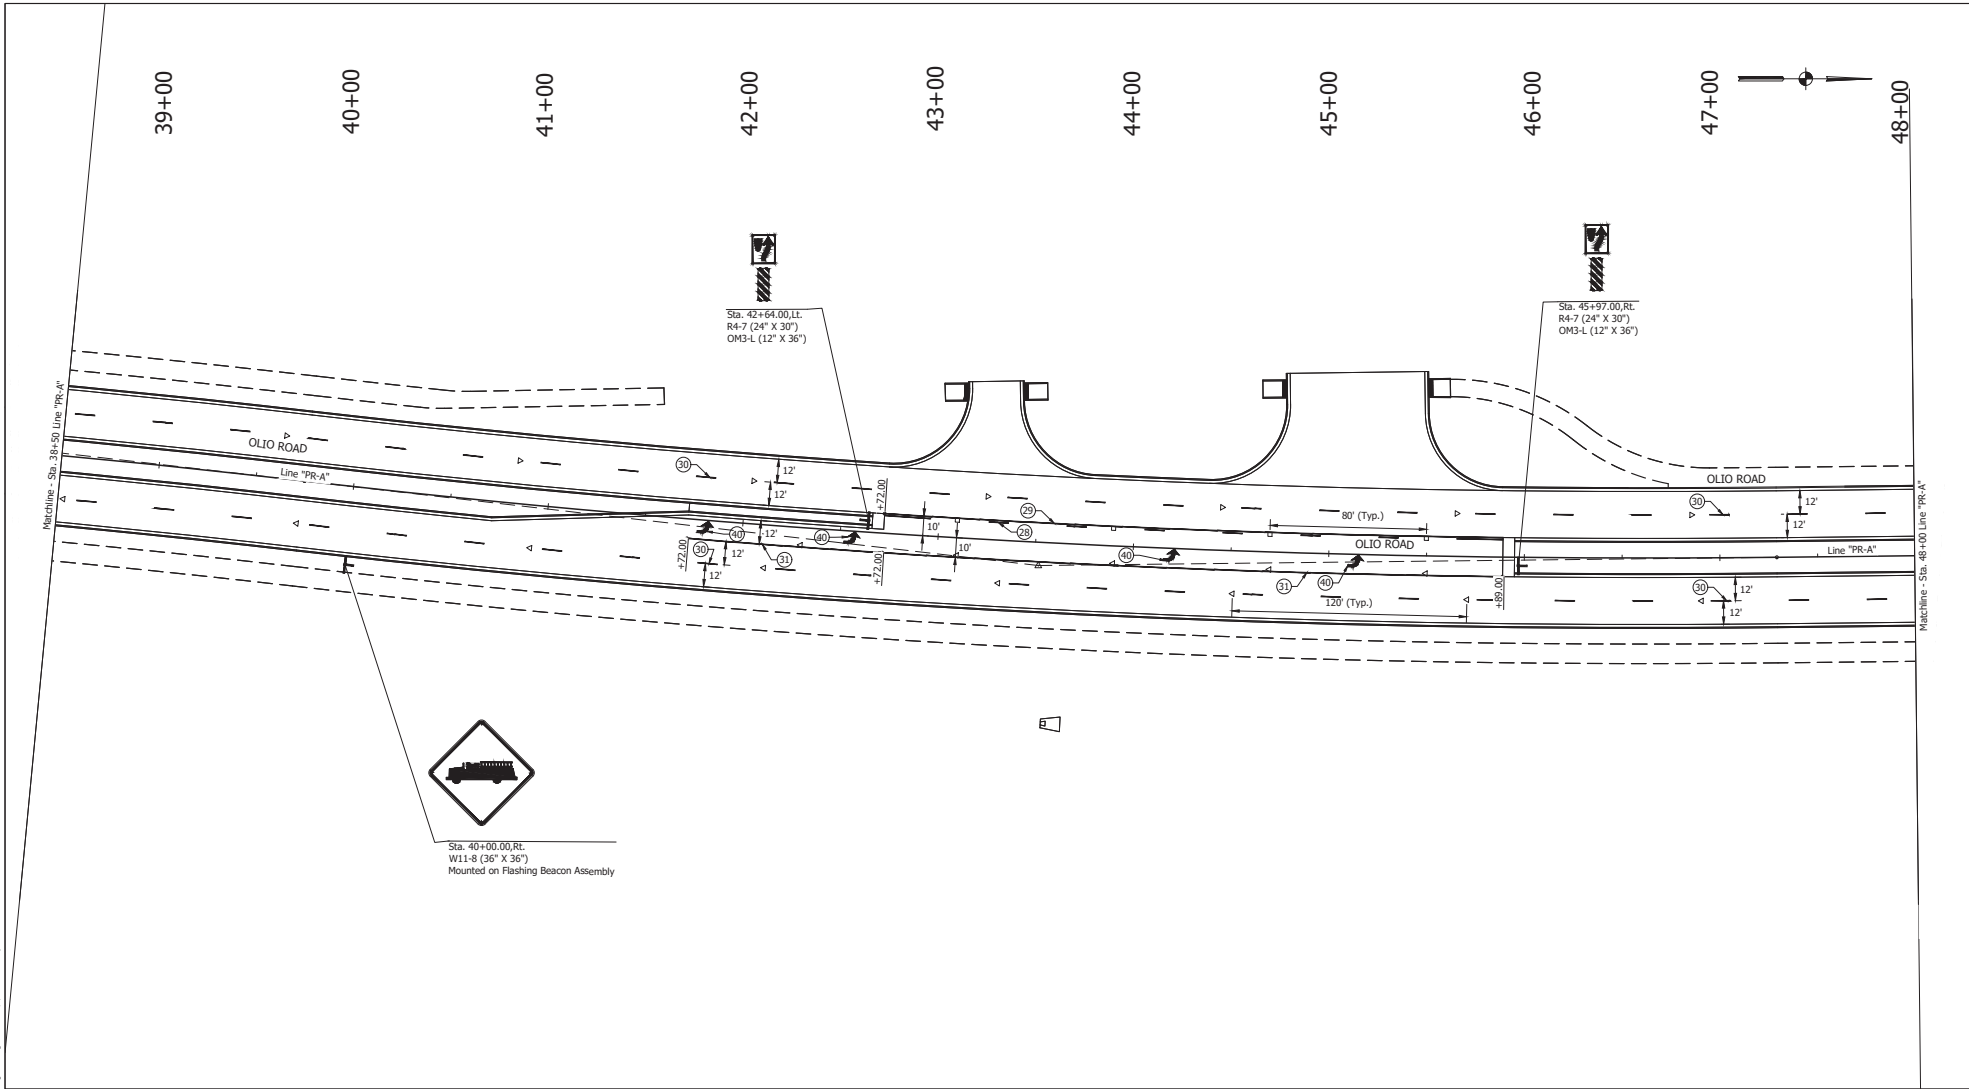 39+00
40+00
41+00
42+00
43+00
44+00
45+00
46+00
47+00
48+00
Sta. 42+64.00,Lt.
R4-7 (24" X 30")
OM3-L (12" X 36")
Sta. 45+97.00,Rt.
R4-7 (24" X 30")
OM3-L (12" X 36")
Matchline - Sta. 38+50 Line "PR-A"
OLIO ROAD
Line "PR-A"
30
12'
12'
+72.00
10'
10'
29
28
80' (Typ.)
OLIO ROAD
OLIO ROAD
30
12'
12'
Line "PR-A"
Matchline - Sta. 48+00 Line "PR-A"
40
12'
40
+72.00
30
12'
12'
31
+72.00
40
31
40
120' (Typ.)
+89.00
30
12'
12'
Sta. 40+00.00,Rt.
W11-8 (36" X 36")
Mounted on Flashing Beacon Assembly